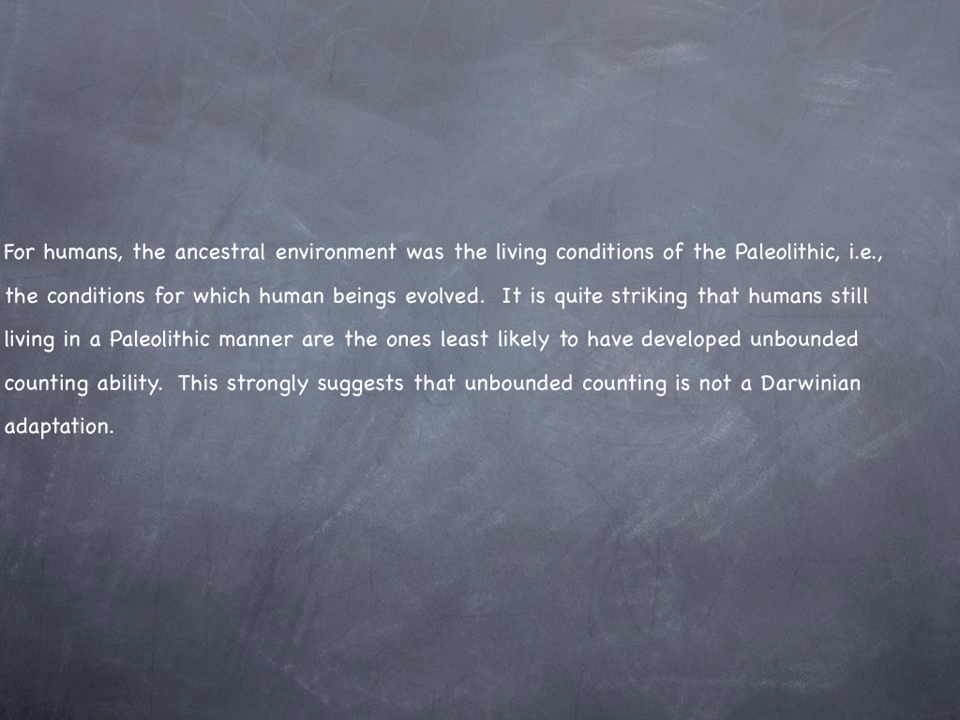 For humans, the ancestral environment was the living conditions of the Paleolithic, i.e.,
the conditions for which human beings evolved.  It is quite striking that humans still
living in a Paleolithic manner are the ones least likely to have developed unbounded
counting ability.  This strongly suggests that unbounded counting is not a Darwinian
adaptation.